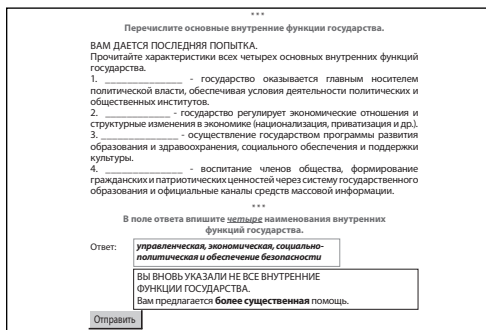 ***
Перечислите основные внутренние функции государства.
ВАМ ДАЕТСЯ ПОСЛЕДНЯЯ ПОПЫТКА.
Прочитайте характеристики всех четырех основных внутренних функций
государства.
1. ______________ - государство оказывается главным носителем
политической власти, обеспечивая условия деятельности политических и
общественных институтов.
2. ____________ - государство регулирует экономические отношения и
структурные измерения в экономике (национализация, приватизация и др.).
3. ______________ - осуществление государством программы развития
образования и здравоохранения, социального обеспечения и поддержки
культуры.
4. ______________ - воспитание членов общества, формирование
гражданских и патриотических ценностей через систему государственного
образования и официальные каналы средств массовой информации.
***
В поле ответа впишите четыре наименования внутренних
функций государства.
Ответ:
управленческая, экономическая, социально-
политическая и обеспечение безопасности
ВЫ ВНОВЬ УКАЗАЛИ НЕ ВСЕ ВНУТРЕННИЕ
ФУНКЦИИ ГОСУДАРСТВА.
Вам предлагается более существенная помощь.
Отправить